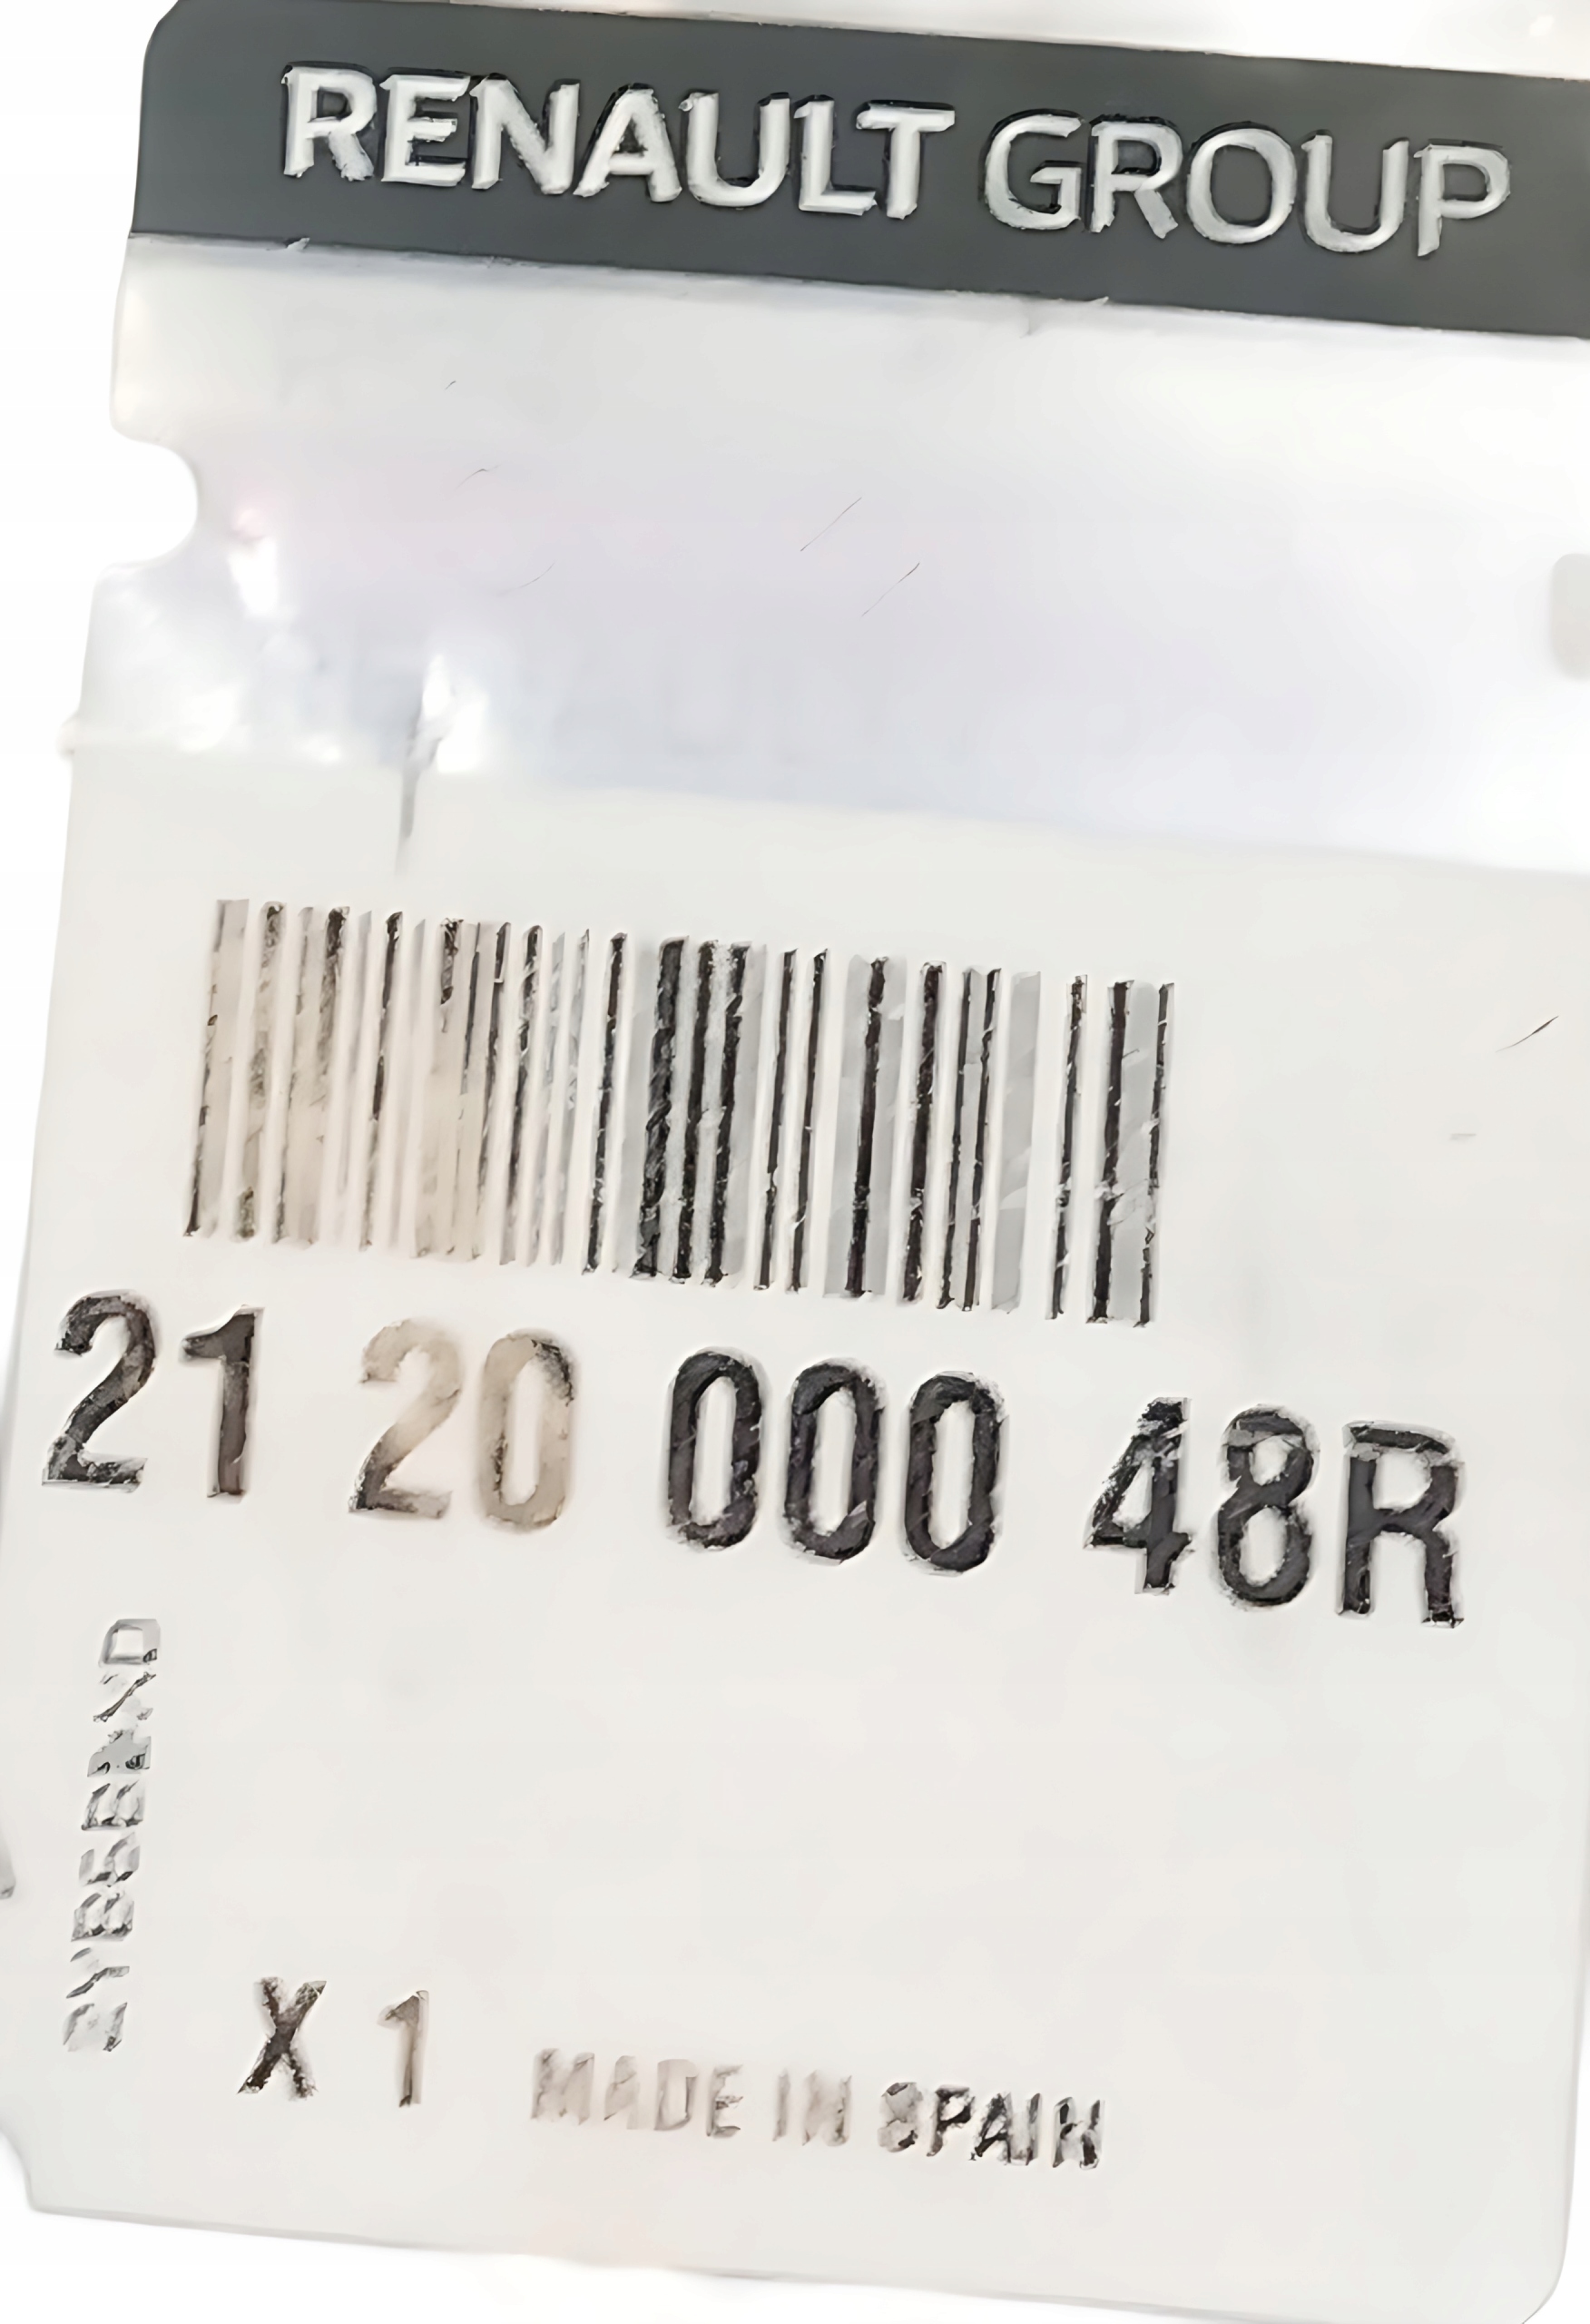 RENAULT GROUP
21 20 000 48R
X 1 MADE IN SPAIN